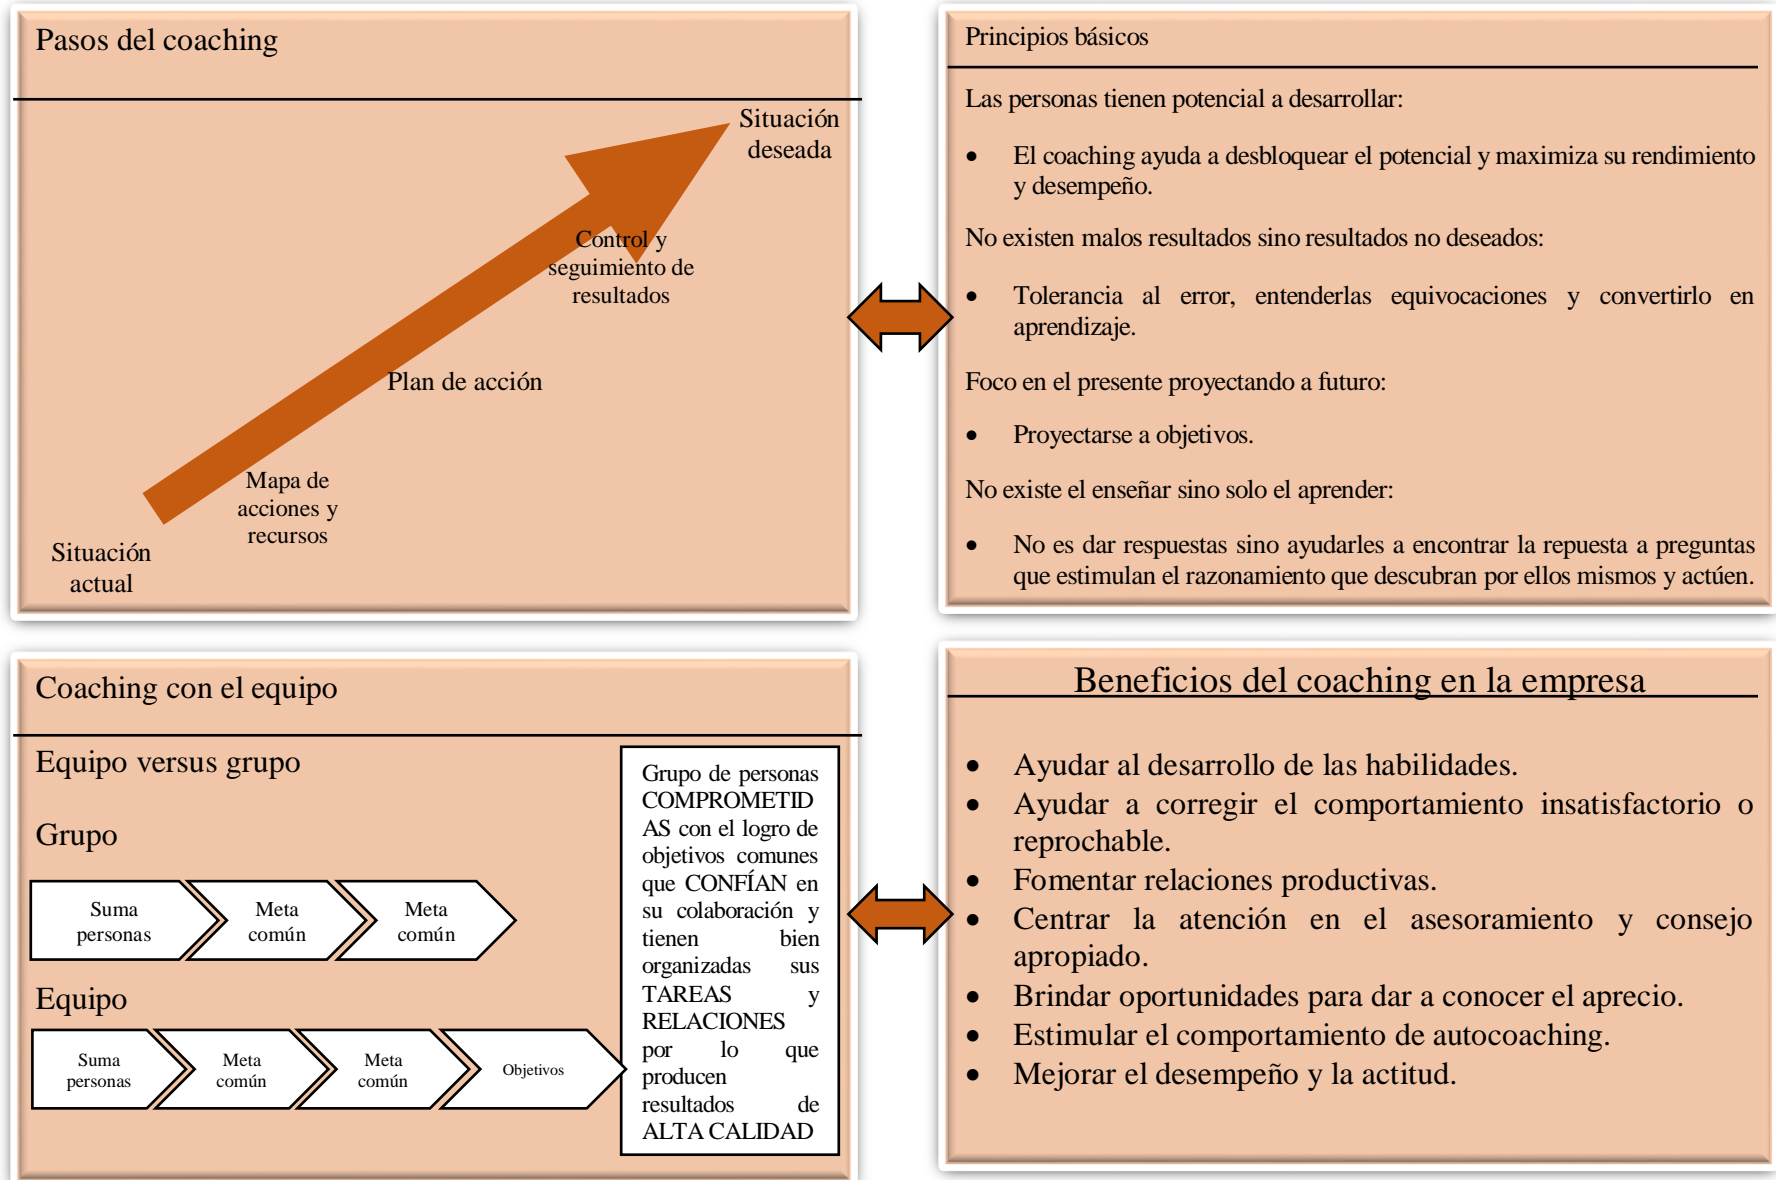 Pasos del coaching
Situación
deseada
Control y
seguimiento de
resultados
Plan de acción
Mapa de
acciones y
recursos
Situación
actual
Principios básicos
Las personas tienen potencial a desarrollar:
• El coaching ayuda a desbloquear el potencial y maximiza su rendimiento
y desempeño.
No existen malos resultados sino resultados no deseados:
• Tolerancia al error, entenderlas equivocaciones y convertirlo en
aprendizaje.
Foco en el presente proyectando a futuro:
• Proyectarse a objetivos.
No existe el enseñar sino solo el aprender:
• No es dar respuestas sino ayudarles a encontrar la repuesta a preguntas
que estimulan el razonamiento que descubran por ellos mismos y actúen.
Coaching con el equipo
Equipo versus grupo
Grupo
Suma
personas
Meta
común
Meta
común
Equipo
Suma
personas
Meta
común
Meta
común
Objetivos
Grupo de personas
COMPROMETID
AS con el logro de
objetivos comunes
que CONFÍAN en
su colaboración y
tienen bien
organizadas sus
TAREAS y
RELACIONES
por lo que
producen
resultados de
ALTA CALIDAD
Beneficios del coaching en la empresa
• Ayudar al desarrollo de las habilidades.
• Ayudar a corregir el comportamiento insatisfactorio o
reprochable.
• Fomentar relaciones productivas.
• Centrar la atención en el asesoramiento y consejo
apropiado.
• Brindar oportunidades para dar a conocer el aprecio.
• Estimular el comportamiento de autocoaching.
• Mejorar el desempeño y la actitud.